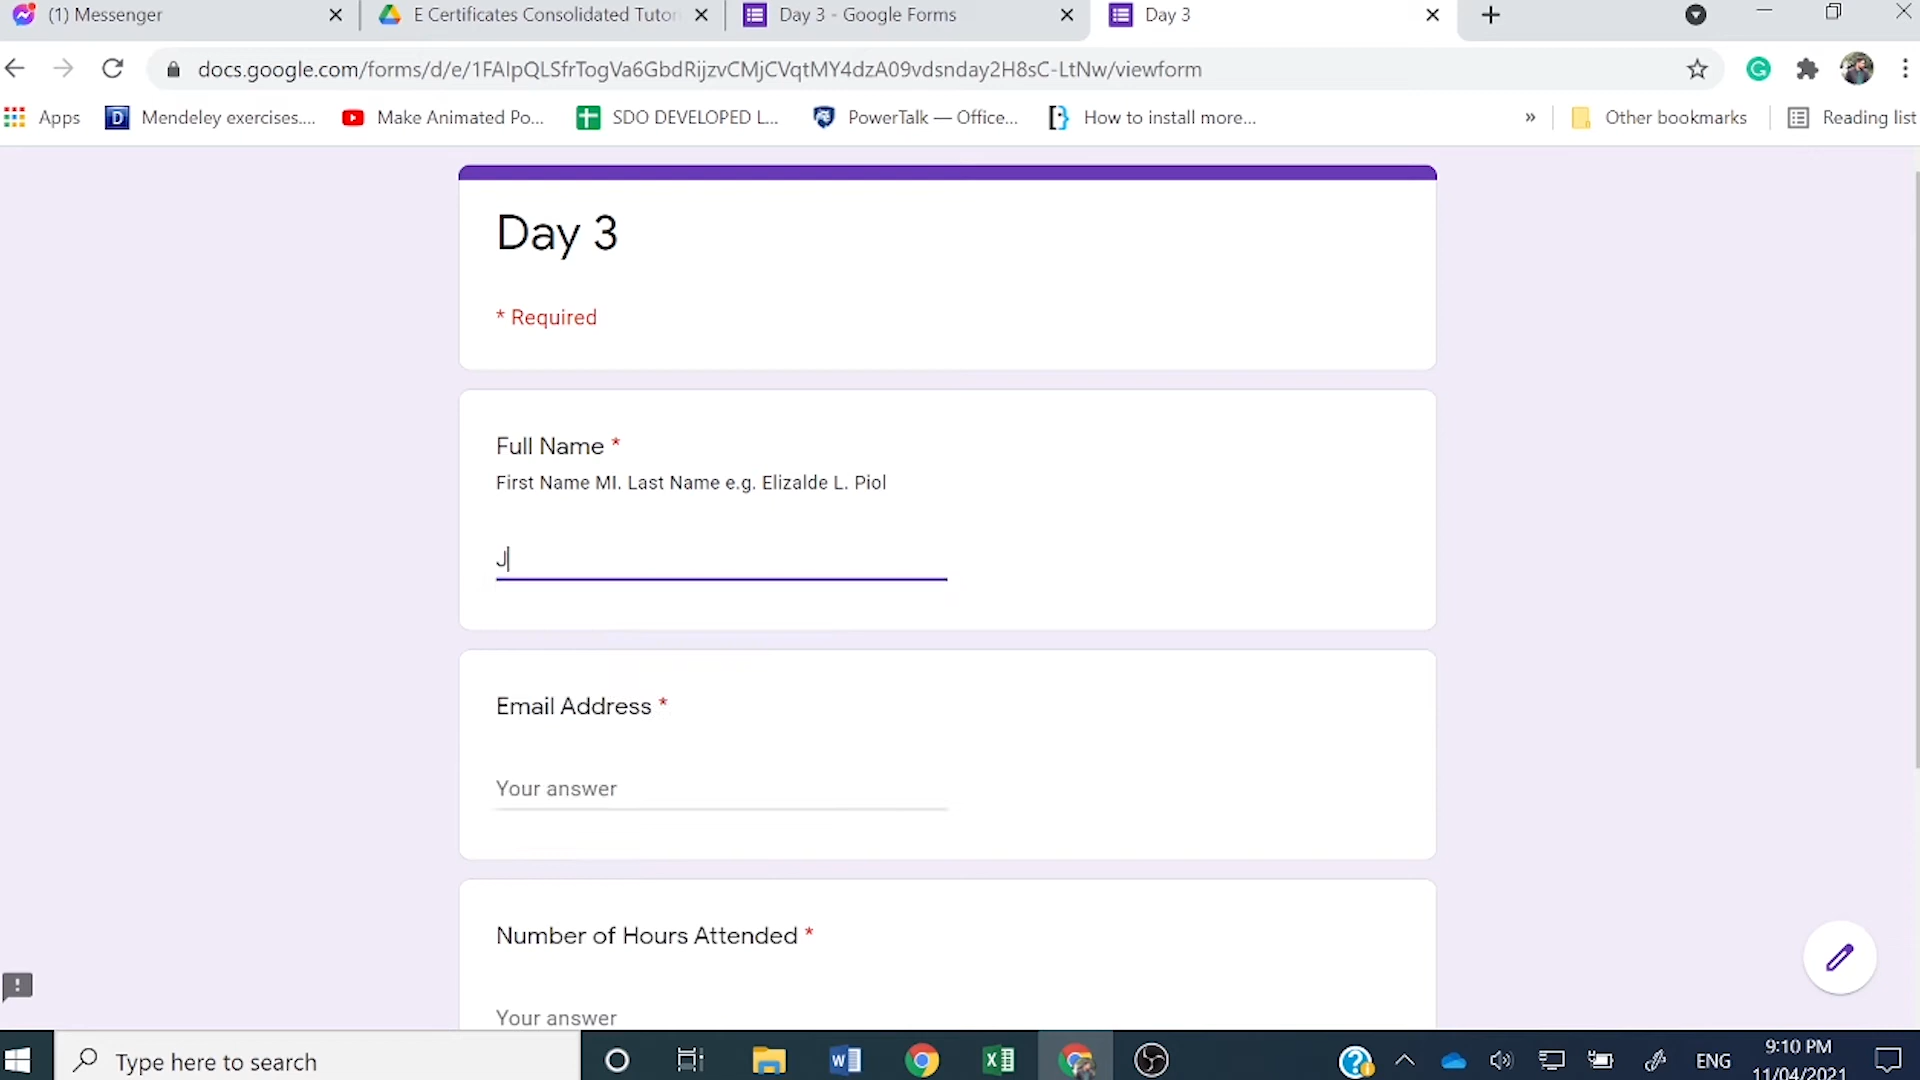 (1) Messenger
E Certificates Consolidated Tutor
Day 3 - Google Forms
Day 3
docs.google.com/forms/d/e/1FAIpQLSfrTogVa6GbdRijzvCMjCVqtMY4dzA09vdsnday2H8sC-LtNw/viewform
Apps
Mendeley exercises....
Make Animated Po...
SDO DEVELOPED L...
PowerTalk — Office...
How to install more...
»
Other bookmarks
Reading list
Day 3
* Required
Full Name *
First Name MI. Last Name e.g. Elizalde L. Piol
J
Email Address *
Your answer
Number of Hours Attended *
Your answer
Type here to search
ENG
9:10 PM
11/04/2021